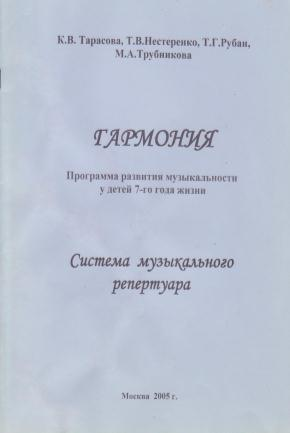 К.В. Тарасова, Т.В.Нестеренко, Т.Г.Рубан,
М.А.Трубникова
ГАРМОНИЯ
Программа развития музыкальности
у детей 7-го года жизни
Система музыкального
репертуара
Москва 2005 г.